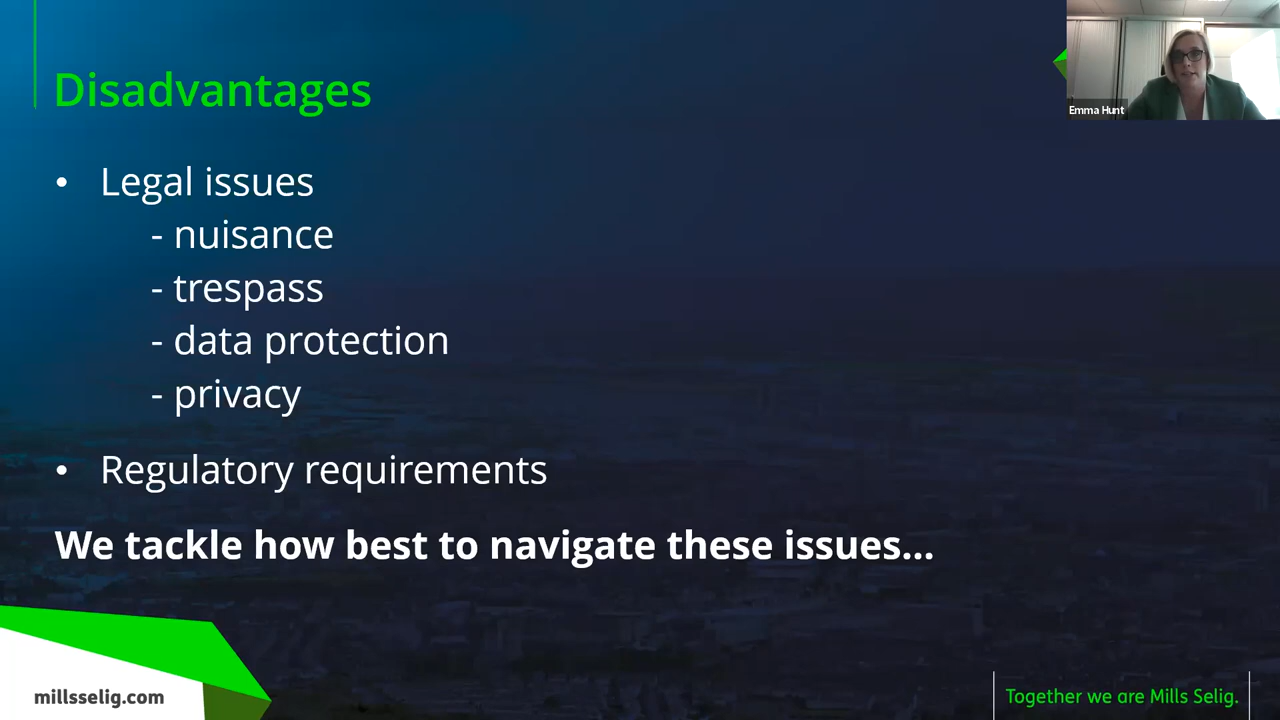 Disadvantages
Emma Hunt
• Legal issues
- nuisance
- trespass
- data protection
- privacy
• Regulatory requirements
We tackle how best to navigate these issues...
millsselig.com
Together we are Mills Selig.